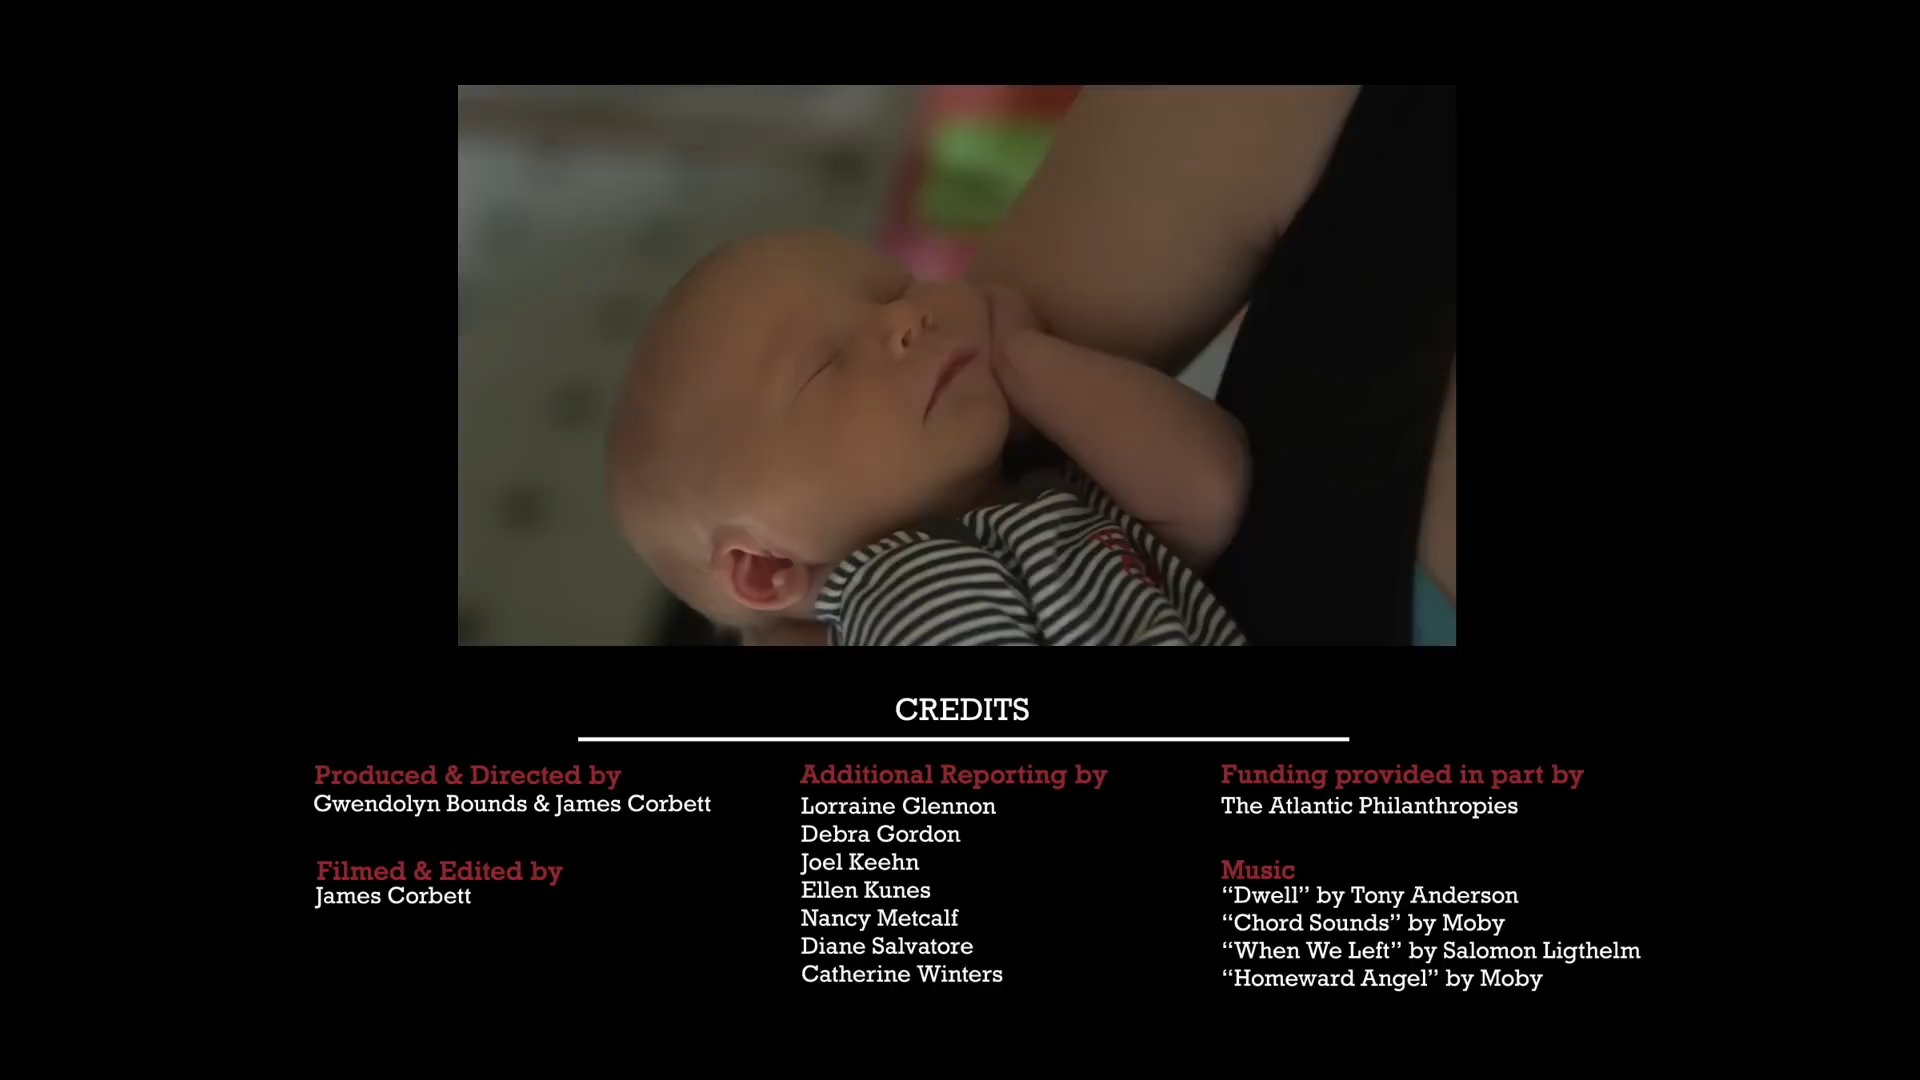 CREDITS
Produced & Directed by
Gwendolyn Bounds & James Corbett
Filmed & Edited by
James Corbett
Additional Reporting by
Lorraine Glennon
Debra Gordon
Joel Keehn
Ellen Kunes
Nancy Metcalf
Diane Salvatore
Catherine Winters
Funding provided in part by
The Atlantic Philanthropies
Music
“Dwell” by Tony Anderson
“Chord Sounds” by Moby
“When We Left” by Salomon Ligthelm
“Homeward Angel” by Moby